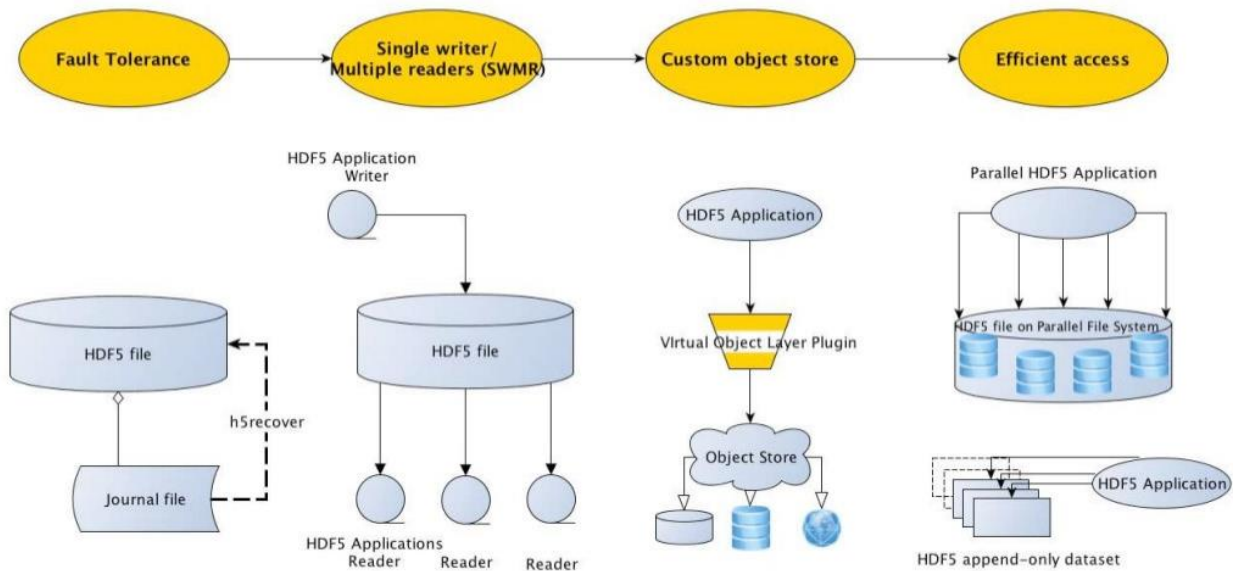 Fault Tolerance
Single writer/
Multiple readers (SWMR)
Custom object store
Efficient access
HDF5 file
h5recover
Journal file
HDF5 Application
Writer
HDF5 file
HDF5 Applications
Reader
Reader
Reader
HDF5 Application
VIrtual Object Layer Plugin
Object Store
Parallel HDF5 Application
HDF5 file on Parallel File System
HDF5 Application
HDF5 append-only dataset